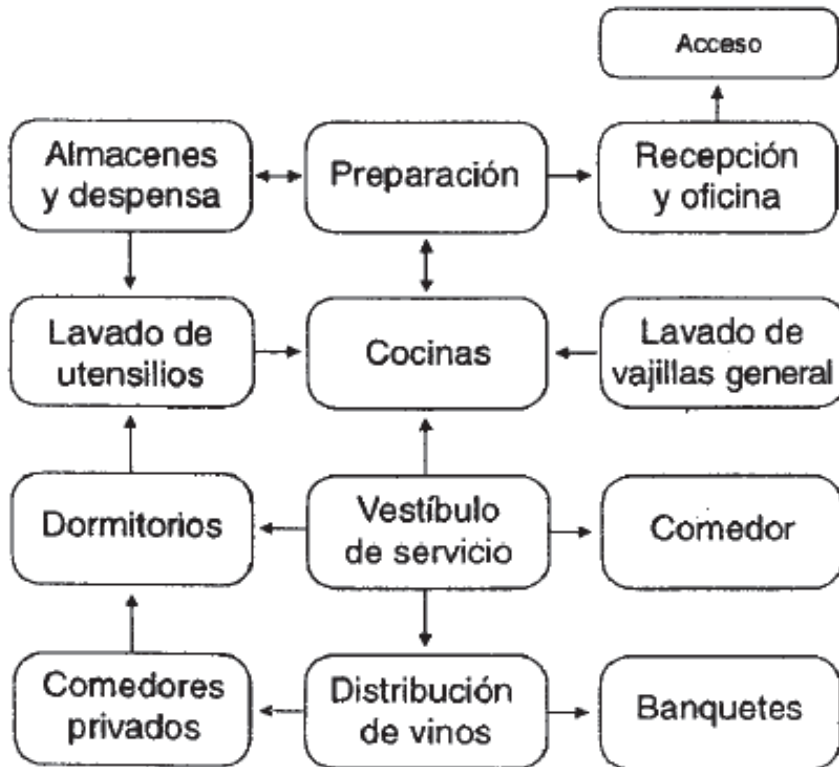 Acceso
Almacenes
y despensa
Preparación
Recepción
y oficina
Lavado de
utensilios
Cocinas
Lavado de
vajillas general
Dormitorios
Vestíbulo
de servicio
Comedor
Comedores
privados
Distribución
de vinos
Banquetes